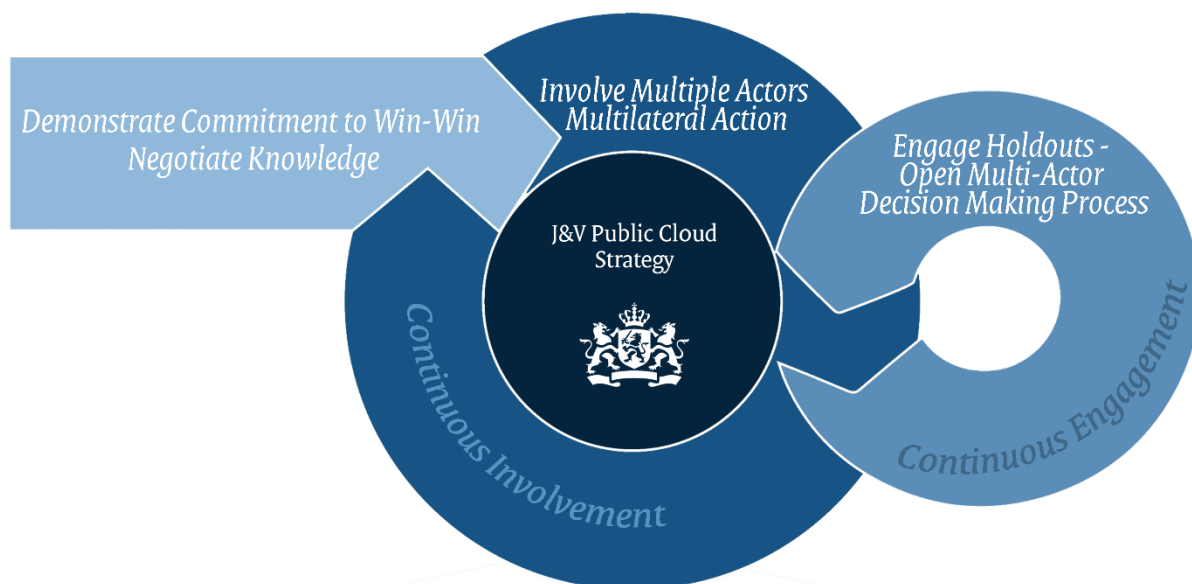 Demonstrate Commitment to Win-Win
Negotiate Knowledge
Involve Multiple Actors
Multilateral Action
Engage Holdouts -
Open Multi-Actor
Decision Making Process
J&V Public Cloud
Strategy
Continuous Involvement
Continuous Engagement